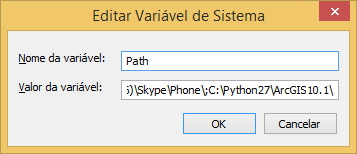 Editar Variável de Sistema
Nome da variável: Path
Valor da variável: ;)\Skype\Phone\;C:\Python27\ArcGIS10.1\
OK Cancelar